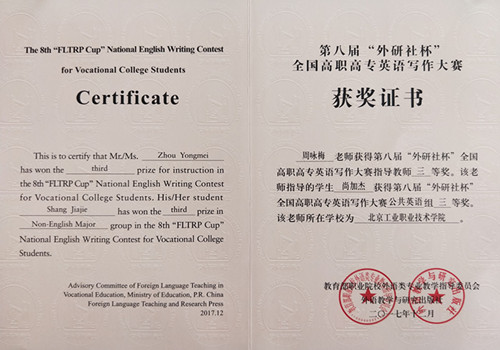 The 8th "FLTRP Cup" National English Writing Contest
for Vocational College Students
Certificate
This is to certify that Mr./Ms. Zhou Yongmei
has won the third prize for instruction in
the 8th "FLTRP Cup" National English Writing Contest
for Vocational College Students. His/Her student
Shang Jiajie has won the third prize in
Non-English Major group in the 8th "FLTRP Cup"
National English Writing Contest for Vocational College
Students.
Advisory Committee of Foreign Language Teaching in
Vocational Education, Ministry of Education, P.R. China
Foreign Language Teaching and Research Press
2017.12
第八届“外研社杯”
全国高职高专英语写作大赛
获奖证书
周咏梅 老师获得第八届“外研社杯”全国
高职高专英语写作大赛指导教师 三 等奖。该老
师指导的学生 尚加杰 获得第八届“外研社杯”
全国高职高专英语写作大赛 公共英语 组 三 等奖。
该老师所在学校为 北京工业职业技术学院 。
教育部职业院校外语类专业教学指导委员会
外语教学与研究出版社
二〇一七年十二月